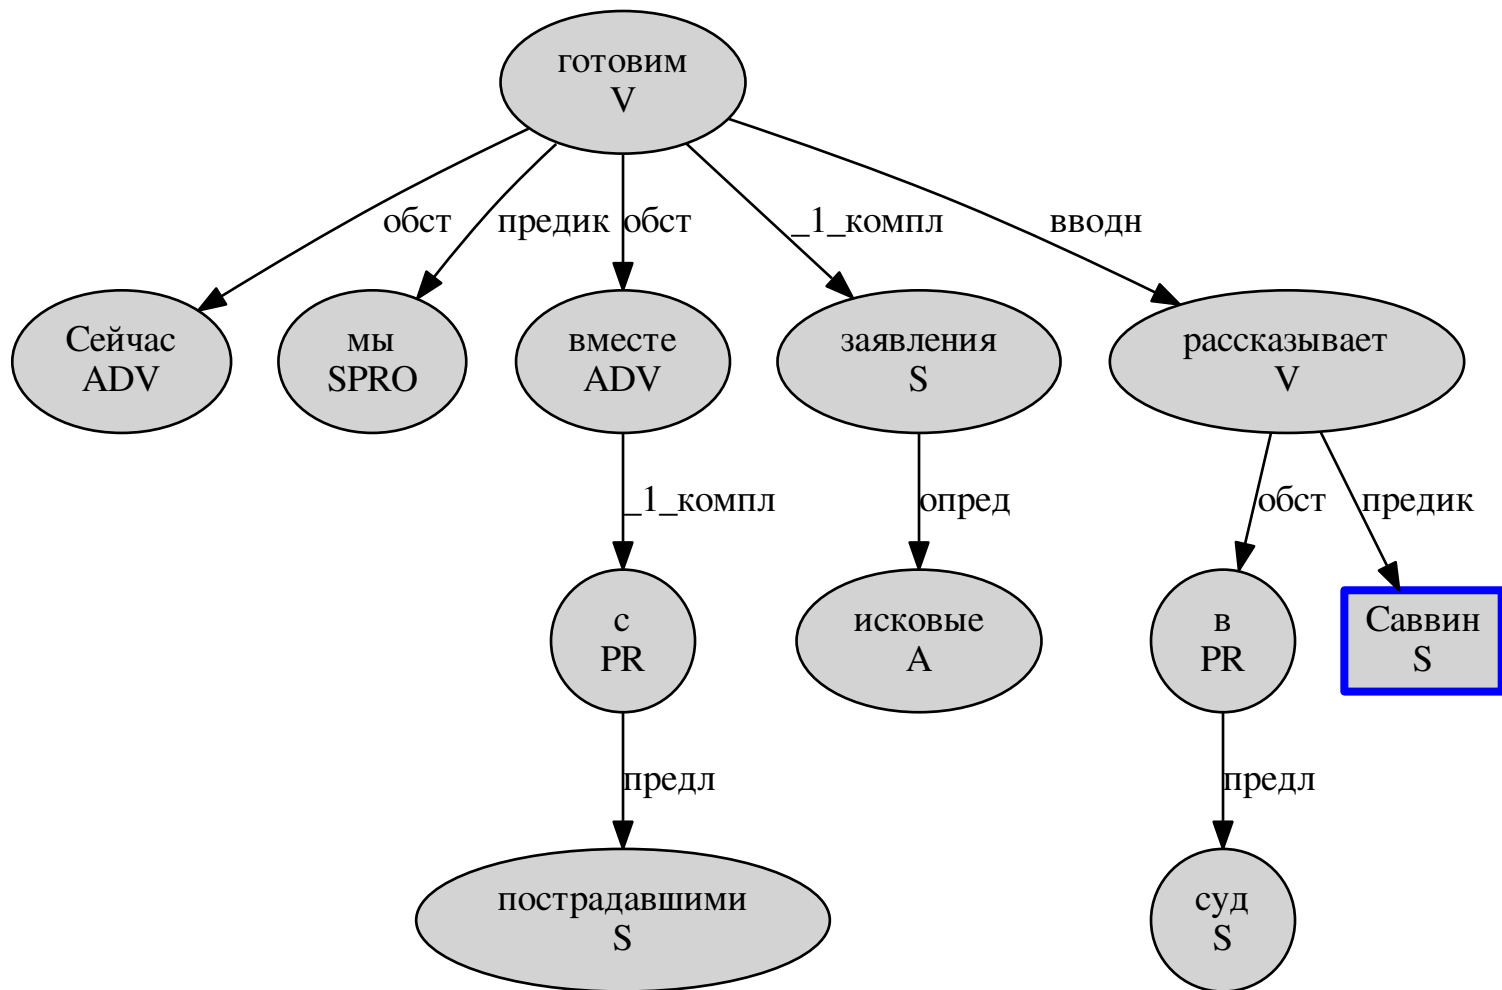 готовим
V
обст
предик
обст
_1_компл
вводн
Сейчас
ADV
мы
SPRO
вместе
ADV
заявления
S
рассказывает
V
_1_компл
опред
обст
предик
с
PR
исковые
A
в
PR
Саввин
S
предл
предл
пострадавшими
S
суд
S